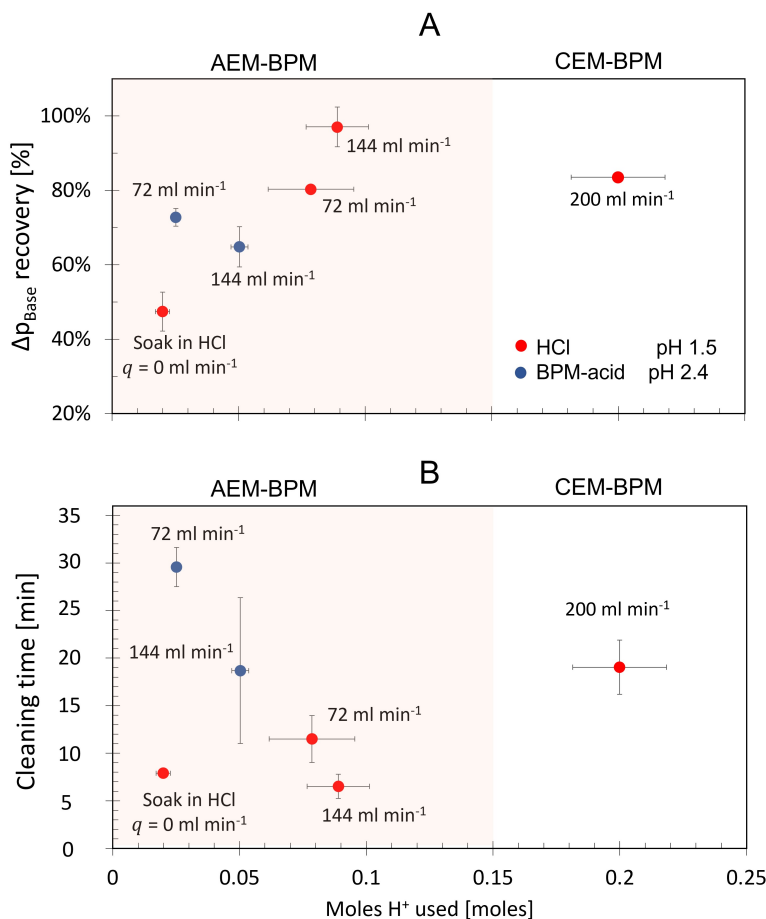 A
AEM-BPM CEM-BPM
100%
80%
60%
40%
20%
Δp_Base recovery [%]
144 ml min⁻¹
72 ml min⁻¹
72 ml min⁻¹
200 ml min⁻¹
144 ml min⁻¹
Soak in HCl
q = 0 ml min⁻¹
HCl pH 1.5
BPM-acid pH 2.4
B
AEM-BPM CEM-BPM
35
30
25
20
15
10
5
0
Cleaning time [min]
72 ml min⁻¹
200 ml min⁻¹
144 ml min⁻¹
72 ml min⁻¹
Soak in HCl
q = 0 ml min⁻¹
144 ml min⁻¹
0 0.05 0.1 0.15 0.2 0.25
Moles H⁺ used [moles]